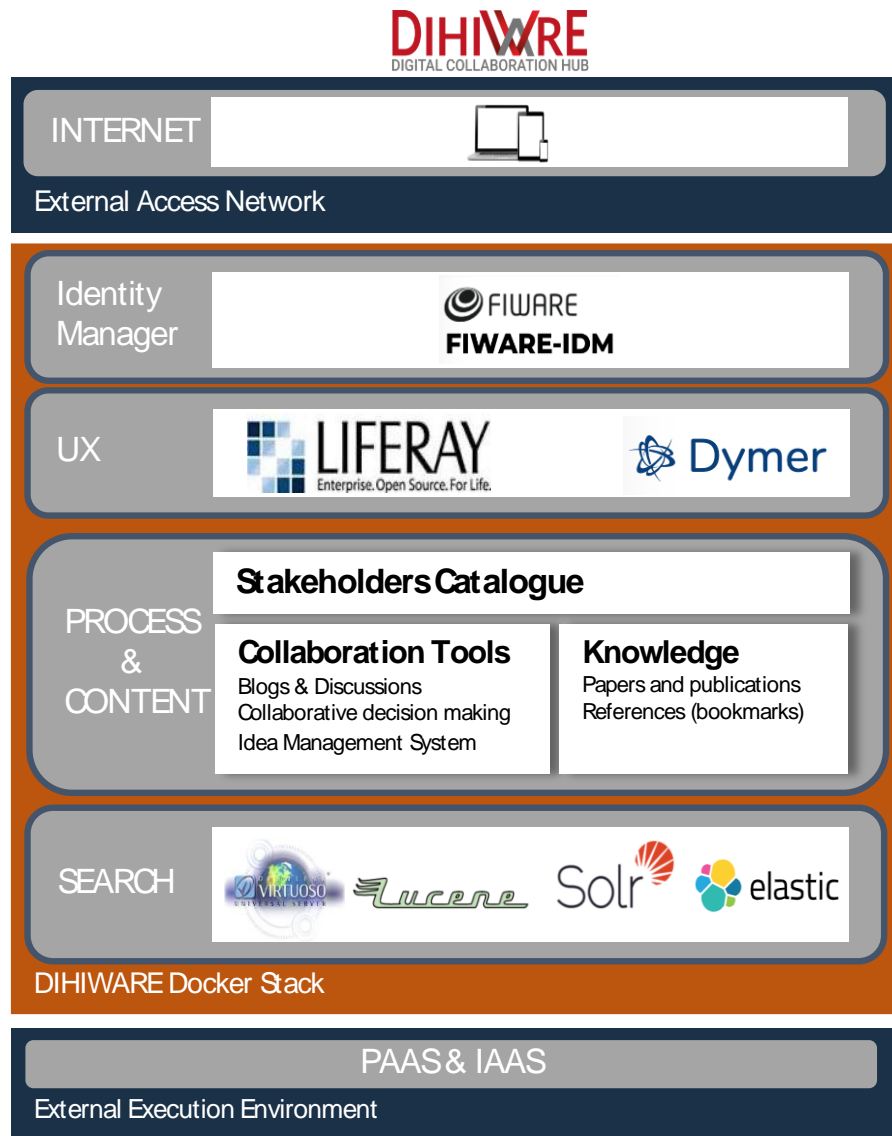 DIHIWARE
DIGITAL COLLABORATION HUB
INTERNET
External Access Network
Identity
Manager
FIWARE
FIWARE-IDM
UX
LIFERAY
Enterprise. Open Source. For Life.
Dymer
PROCESS
&
CONTENT
Stakeholders Catalogue
Collaboration Tools
Blogs & Discussions
Collaborative decision making
Idea Management System
Knowledge
Papers and publications
References (bookmarks)
SEARCH
VIRTUOSO
UNIVERSAL SERVER
Lucene
Solr
elastic
DIHIWARE Docker Stack
PAAS & IAAS
External Execution Environment